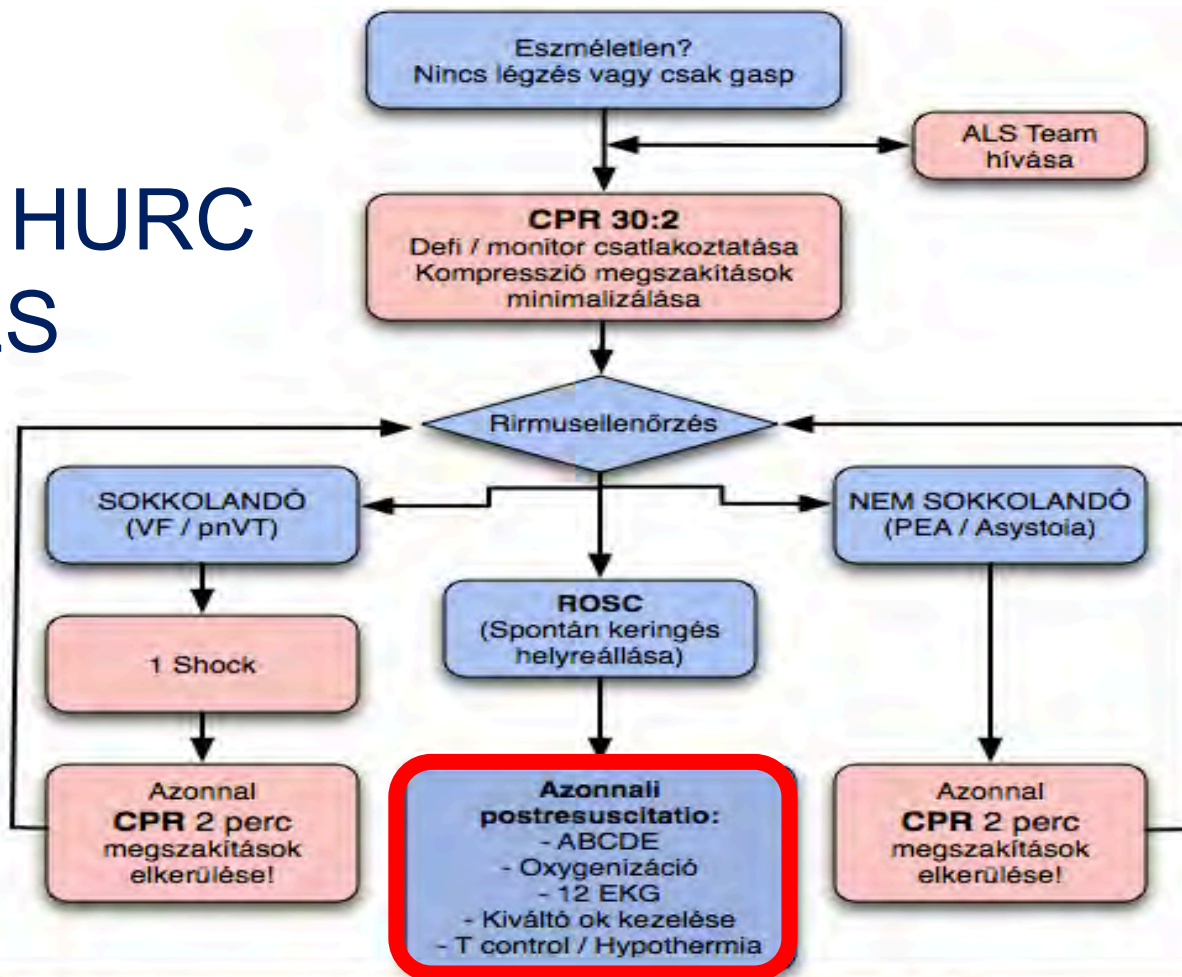 HURC
LS
Eszméletlen?
Nincs légzés vagy csak gasp
ALS Team
hívása
CPR 30:2
Defi / monitor csatlakoztatása
Kompresszió megszakítások
minimalizálása
Rirmusellenőrzés
SOKKOLANDÓ
(VF / pnVT)
NEM SOKKOLANDÓ
(PEA / Asystoia)
ROSC
(Spontán keringés
helyreállása)
1 Shock
Azonnal
CPR 2 perc
megszakítások
elkerülése!
Azonnali
postresuscitatio:
- ABCDE
- Oxygenizáció
- 12 EKG
- Kiváltó ok kezelése
- T control / Hypothermia
Azonnal
CPR 2 perc
megszakítások
elkerülése!